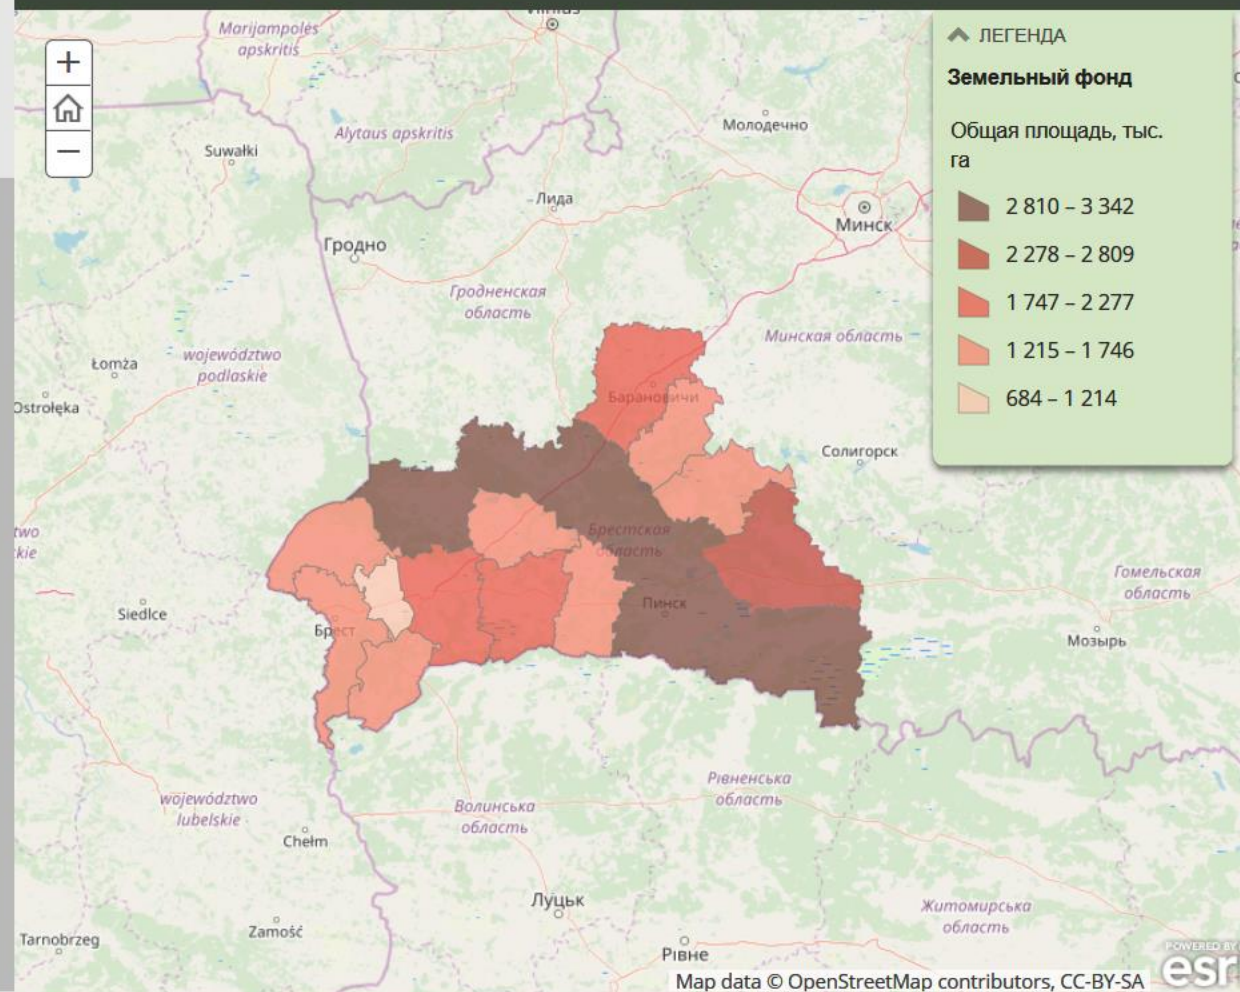 Vilnius
Marijampolės
apskritis
Alytaus apskritis
Suwałki
Молодечно
Лида
Минск
Гродно
Гродненская
область
Минская область
województwo
podlaskie
Łomża
Ostrołęka
Барановичи
Солигорск
Брестская
область
Гомельская
область
Siedlce
Пинск
Брест
Мозырь
Рівненська
область
województwo
lubelskie
Волинська
область
Chełm
Луцьк
Житомирська
область
Zamość
Tarnobrzeg
Рівне
+
−
ЛЕГЕНДА
Земельный фонд
Общая площадь, тыс.
га
2 810 – 3 342
2 278 – 2 809
1 747 – 2 277
1 215 – 1 746
684 – 1 214
POWERED BY
esri
Map data © OpenStreetMap contributors, CC-BY-SA